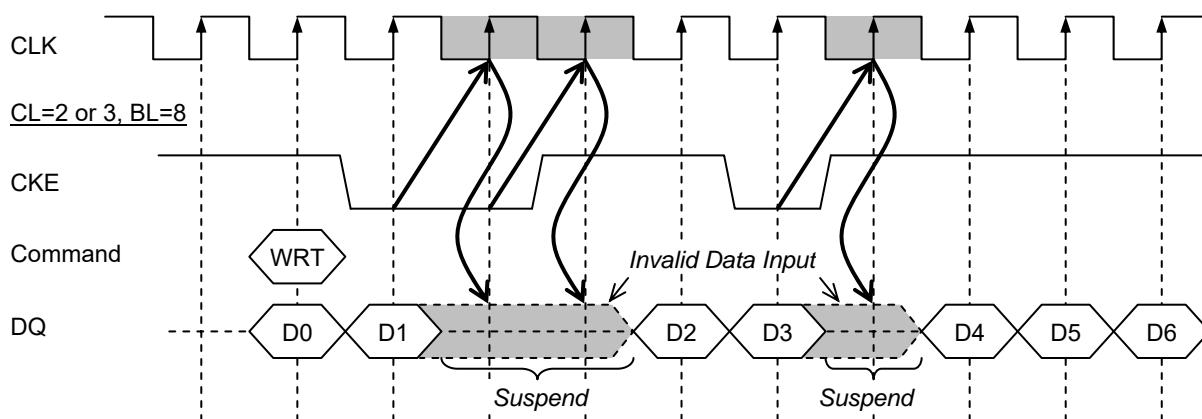 CLK
CL=2 or 3, BL=8
CKE
Command
WRT
Invalid Data Input
DQ
D0 D1 D2 D3 D4 D5 D6
Suspend Suspend